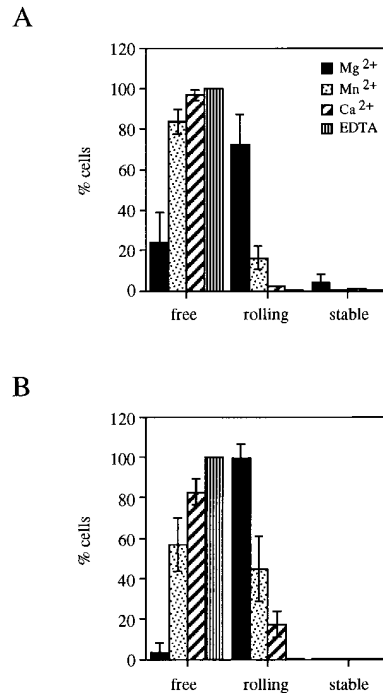 A
120
100
80
60
40
20
0
% cells
Mg 2+
Mn 2+
Ca 2+
EDTA
free rolling stable
B
120
100
80
60
40
20
0
% cells
free rolling stable